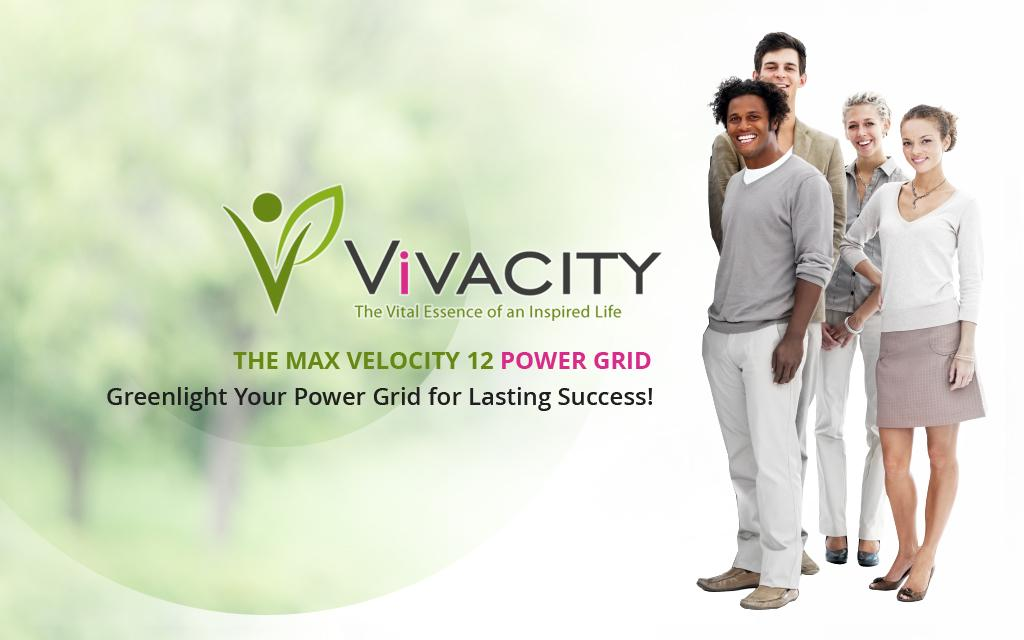 ViVACITY
The Vital Essence of an Inspired Life
THE MAX VELOCITY 12 POWER GRID
Greenlight Your Power Grid for Lasting Success!